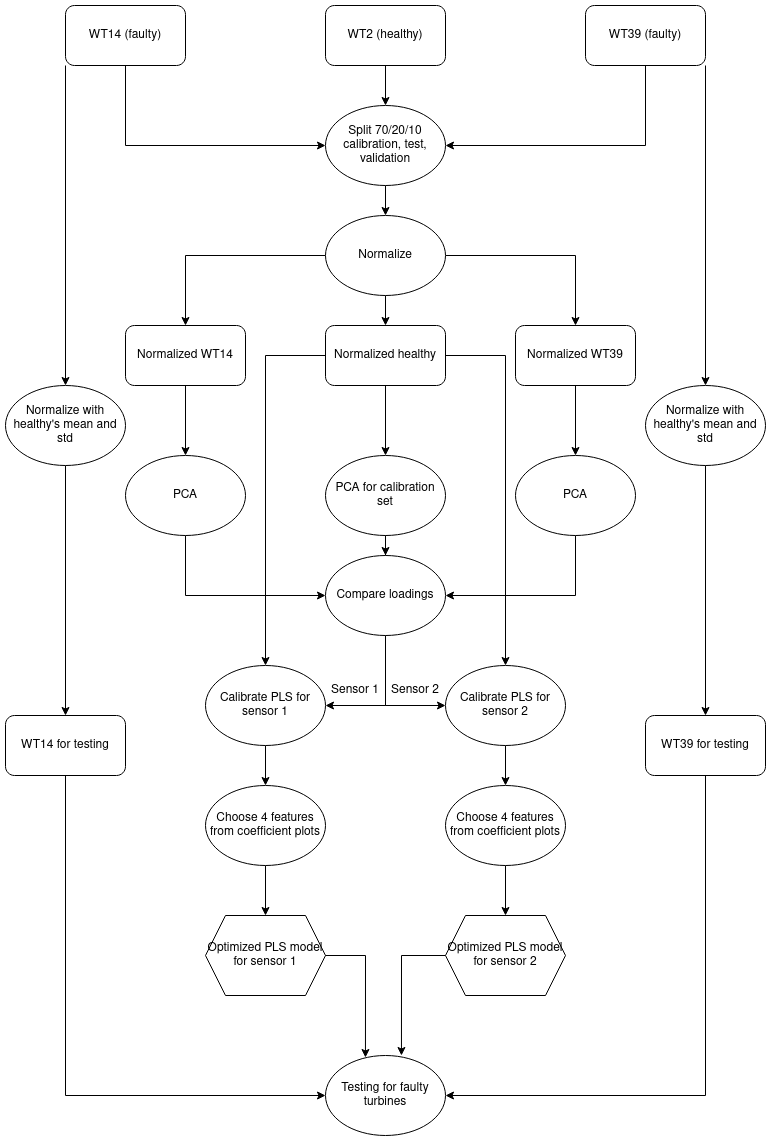 WT14 (faulty)
WT2 (healthy)
WT39 (faulty)
Split 70/20/10
calibration, test,
validation
Normalize
Normalized WT14
Normalized healthy
Normalized WT39
Normalize with
healthy's mean and
std
Normalize with
healthy's mean and
std
PCA
PCA for calibration
set
PCA
Compare loadings
Sensor 1
Sensor 2
Calibrate PLS for
sensor 1
Calibrate PLS for
sensor 2
WT14 for testing
WT39 for testing
Choose 4 features
from coefficient plots
Choose 4 features
from coefficient plots
Optimized PLS model
for sensor 1
Optimized PLS model
for sensor 2
Testing for faulty
turbines